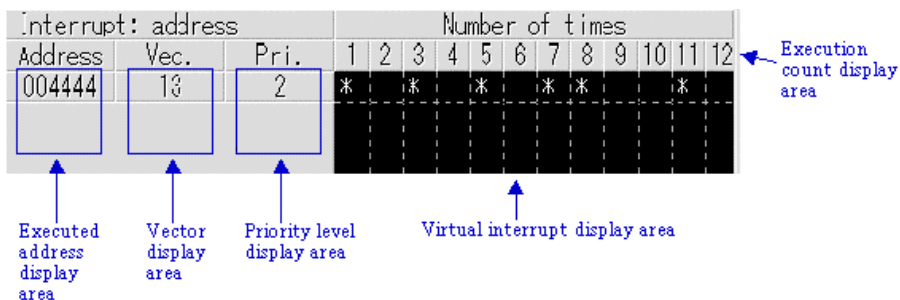 Interrupt: address Number of times
Address Vec. Pri. 1 2 3 4 5 6 7 8 9 10 11 12
004444 13 2 * * * * * *
Execution
count display
area
Executed
address
display
area
Vector
display
area
Priority level
display area
Virtual interrupt display area